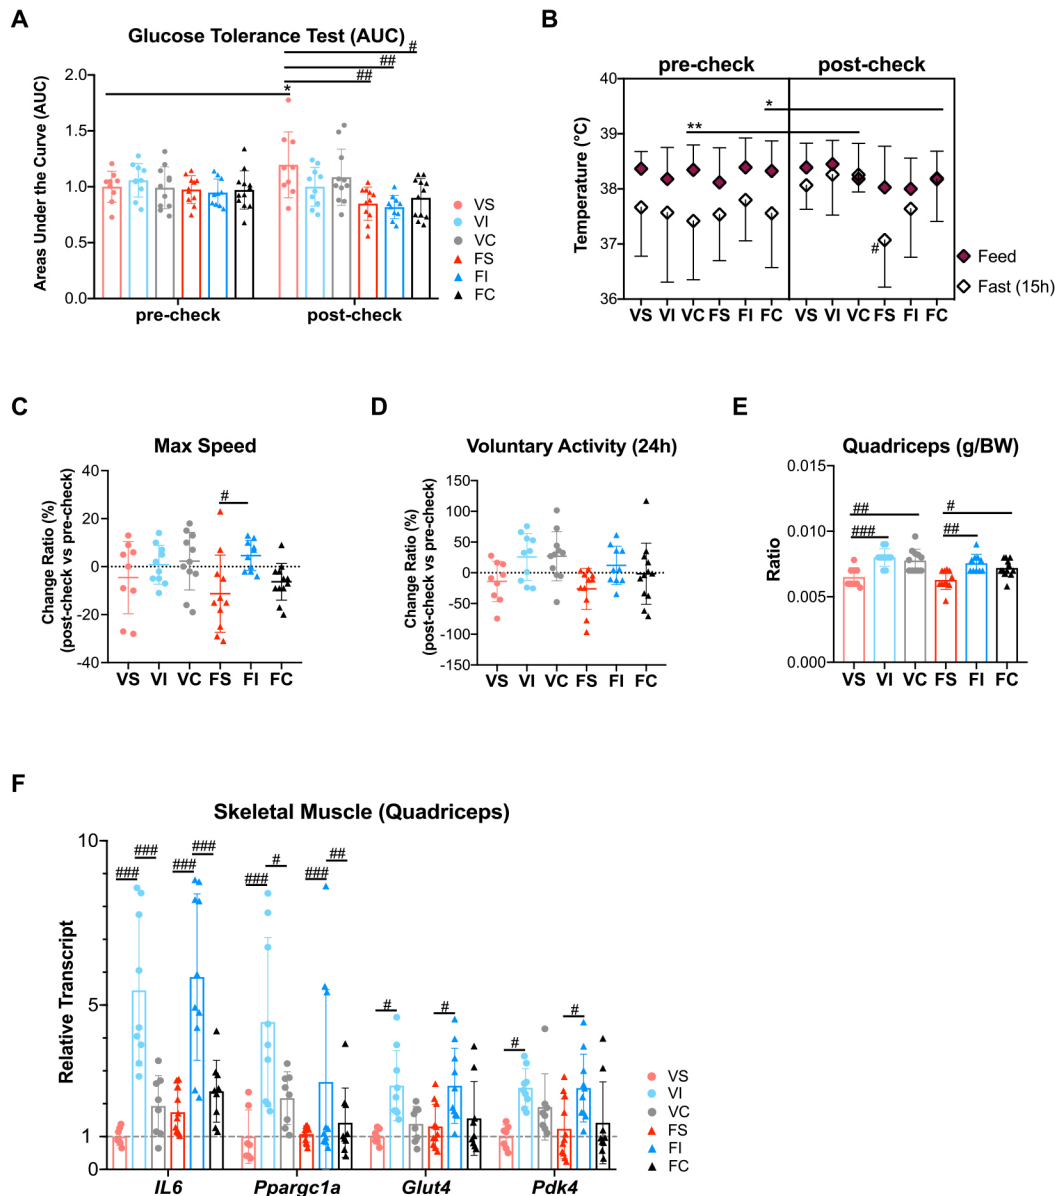 A
Glucose Tolerance Test (AUC)
#
##
##
*
Areas Under the Curve (AUC)
2.0
1.5
1.0
0.5
0.0
pre-check
post-check
VS
VI
VC
FS
FI
FC
B
pre-check
post-check
Temperature (°C)
40
39
38
37
36
**
*
#
VS VI VC FS FI FC VS VI VC FS FI FC
Feed
Fast (15h)
C
Max Speed
Change Ratio (%)
(post-check vs pre-check)
40
20
0
-20
-40
#
VS VI VC FS FI FC
D
Voluntary Activity (24h)
Change Ratio (%)
(post-check vs pre-check)
150
100
50
0
-50
-100
-150
VS VI VC FS FI FC
E
Quadriceps (g/BW)
Ratio
0.015
0.010
0.005
0.000
##
###
#
##
VS VI VC FS FI FC
F
Skeletal Muscle (Quadriceps)
Relative Transcript
10
5
1
0
###
###
###
###
###
#
###
##
#
#
#
#
IL6
Ppargc1a
Glut4
Pdk4
VS
VI
VC
FS
FI
FC